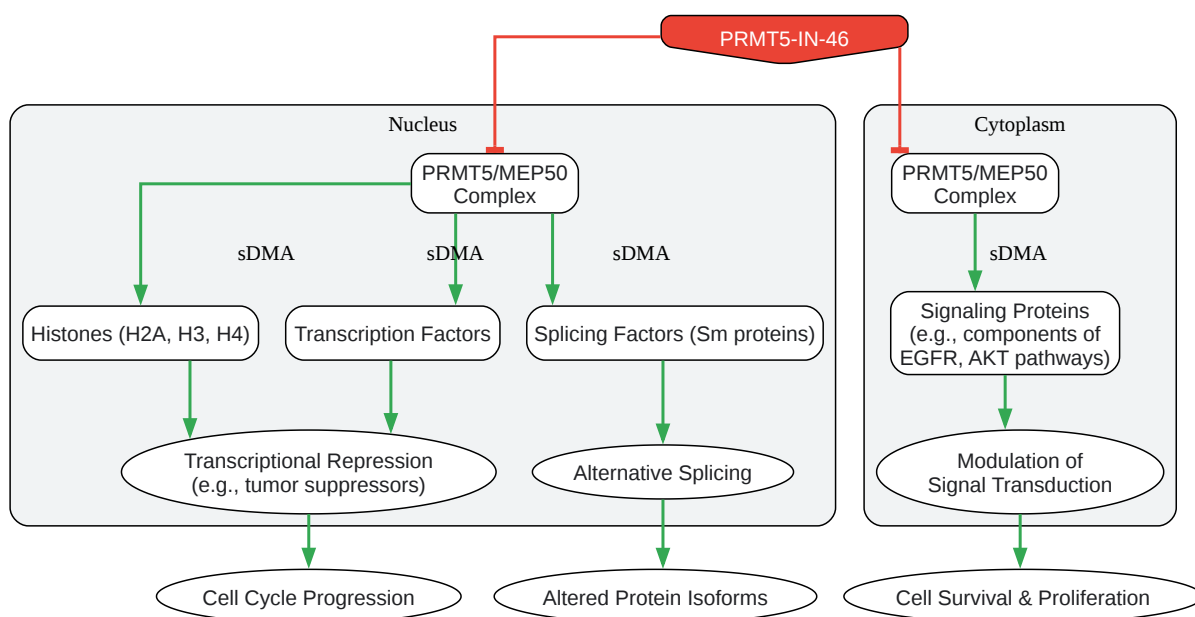 PRMT5-IN-46
Nucleus
Cytoplasm
PRMT5/MEP50
Complex
PRMT5/MEP50
Complex
sDMA
sDMA
sDMA
sDMA
Histones (H2A, H3, H4)
Transcription Factors
Splicing Factors (Sm proteins)
Signaling Proteins
(e.g., components of
EGFR, AKT pathways)
Transcriptional Repression
(e.g., tumor suppressors)
Alternative Splicing
Modulation of
Signal Transduction
Cell Cycle Progression
Altered Protein Isoforms
Cell Survival & Proliferation